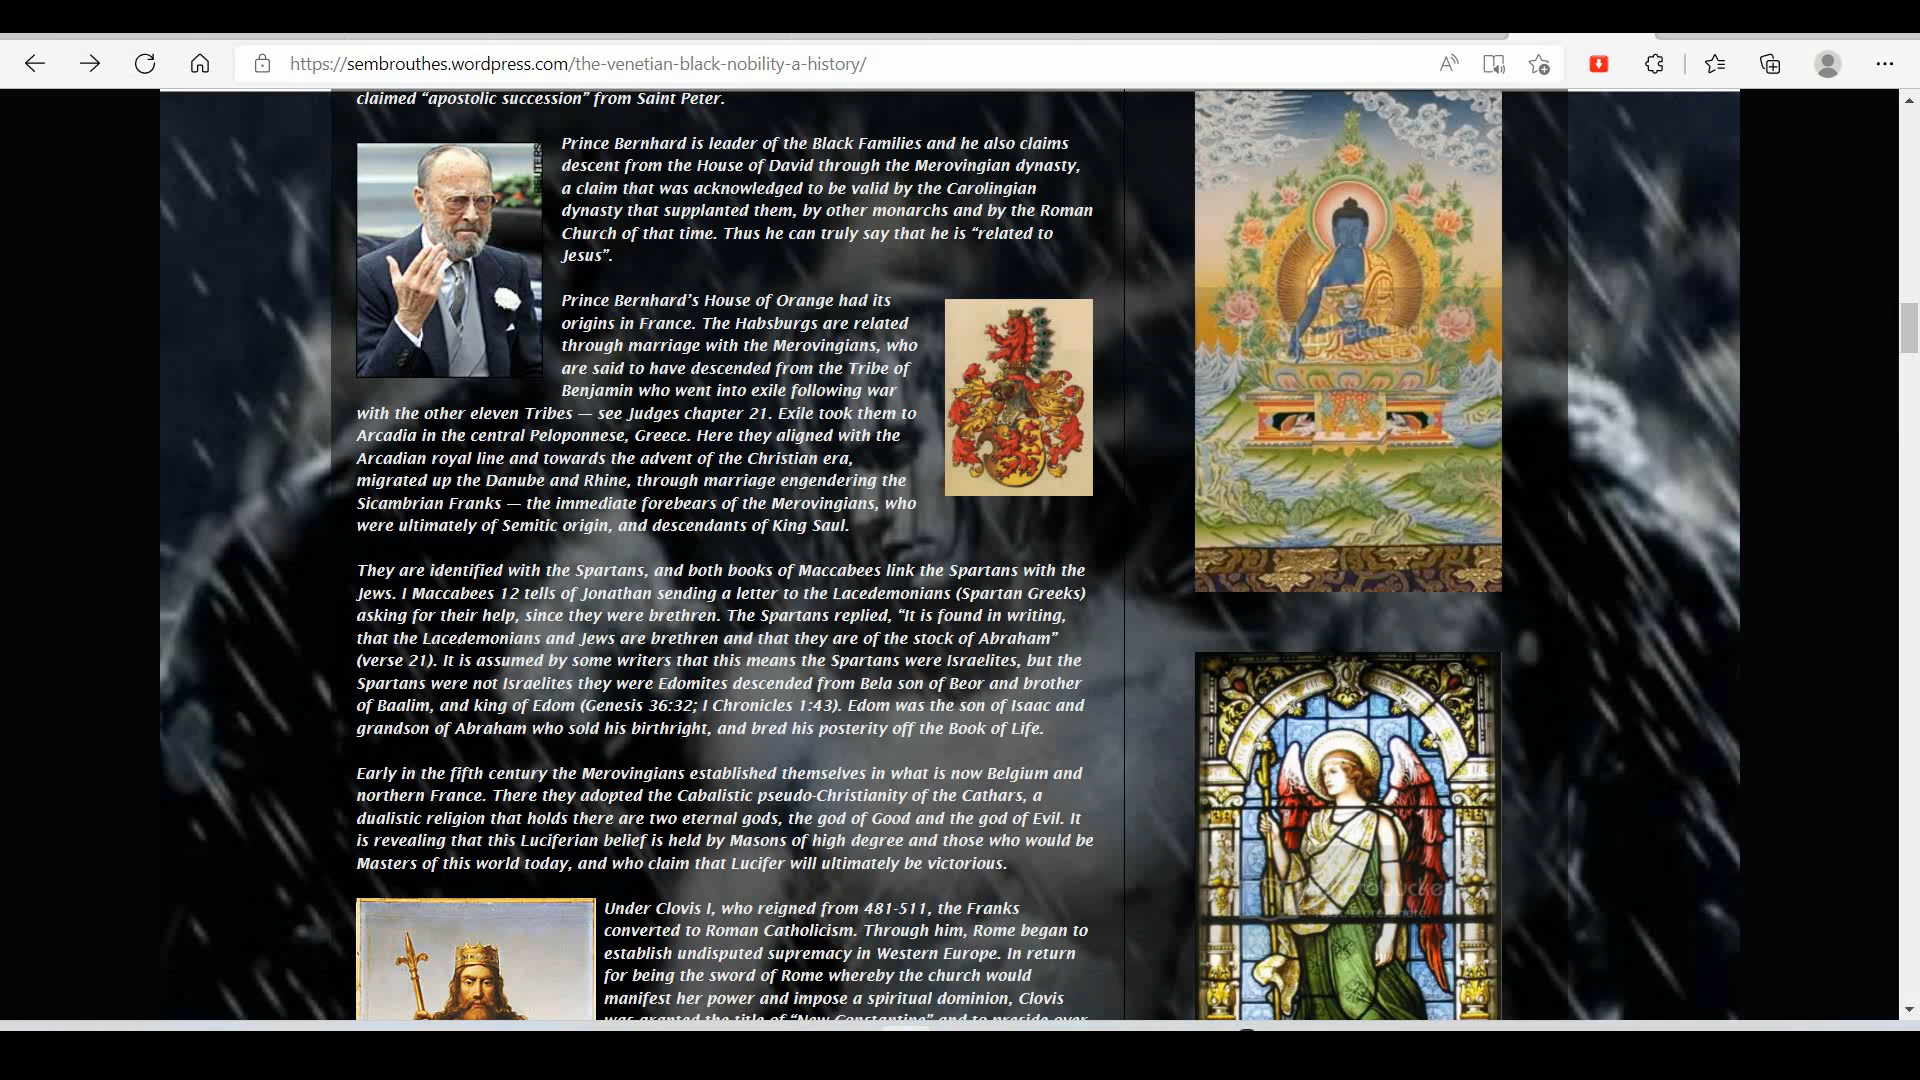 https://sembrouthes.wordpress.com/the-venetian-black-nobility-a-history/
claimed “apostolic succession” from Saint Peter.
REUTERS
Prince Bernhard is leader of the Black Families and he also claims
descent from the House of David through the Merovingian dynasty,
a claim that was acknowledged to be valid by the Carolingian
dynasty that supplanted them, by other monarchs and by the Roman
Church of that time. Thus he can truly say that he is “related to
Jesus”.
Prince Bernhard’s House of Orange had its
origins in France. The Habsburgs are related
through marriage with the Merovingians, who
are said to have descended from the Tribe of
Benjamin who went into exile following war
with the other eleven Tribes — see Judges chapter 21. Exile took them to
Arcadia in the central Peloponnese, Greece. Here they aligned with the
Arcadian royal line and towards the advent of the Christian era,
migrated up the Danube and Rhine, through marriage engendering the
Sicambrian Franks — the immediate forebears of the Merovingians, who
were ultimately of Semitic origin, and descendants of King Saul.
They are identified with the Spartans, and both books of Maccabees link the Spartans with the
Jews. I Maccabees 12 tells of Jonathan sending a letter to the Lacedemonians (Spartan Greeks)
asking for their help, since they were brethren. The Spartans replied, “It is found in writing,
that the Lacedemonians and Jews are brethren and that they are of the stock of Abraham”
(verse 21). It is assumed by some writers that this means the Spartans were Israelites, but the
Spartans were not Israelites they were Edomites descended from Bela son of Beor and brother
of Baalim, and king of Edom (Genesis 36:32; I Chronicles 1:43). Edom was the son of Isaac and
grandson of Abraham who sold his birthright, and bred his posterity off the Book of Life.
Early in the fifth century the Merovingians established themselves in what is now Belgium and
northern France. There they adopted the Cabalistic pseudo-Christianity of the Cathars, a
dualistic religion that holds there are two eternal gods, the god of Good and the god of Evil. It
is revealing that this Luciferian belief is held by Masons of high degree and those who would be
Masters of this world today, and who claim that Lucifer will ultimately be victorious.
Under Clovis I, who reigned from 481-511, the Franks
converted to Roman Catholicism. Through him, Rome began to
establish undisputed supremacy in Western Europe. In return
for being the sword of Rome whereby the church would
manifest her power and impose a spiritual dominion, Clovis
was granted the title of “New Constantine” and to preside over